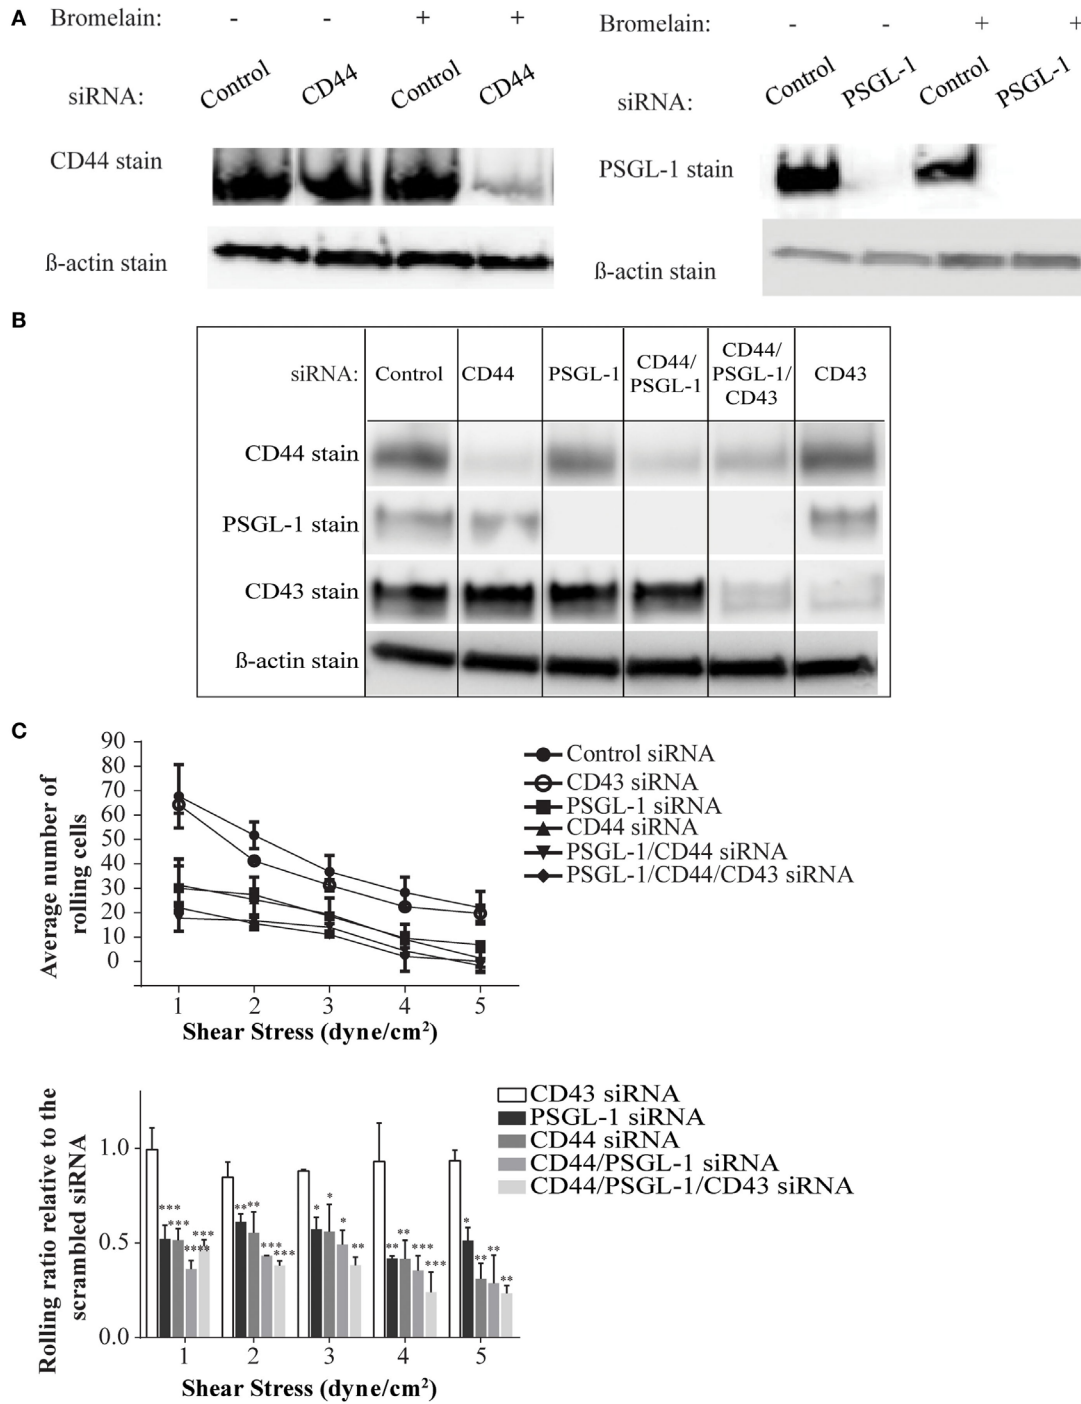 A
Bromelain: - - + +
siRNA: Control CD44 Control CD44
CD44 stain
ß-actin stain
Bromelain: - - + +
siRNA: Control PSGL-1 Control PSGL-1
PSGL-1 stain
ß-actin stain
B
siRNA: Control CD44 PSGL-1 CD44/ PSGL-1 CD44/ PSGL-1/ CD43 CD43
CD44 stain
PSGL-1 stain
CD43 stain
ß-actin stain
C
Average number of
rolling cells
90
80
70
60
50
40
30
20
10
0
1 2 3 4 5
Shear Stress (dyne/cm²)
Control siRNA
CD43 siRNA
PSGL-1 siRNA
CD44 siRNA
PSGL-1/CD44 siRNA
PSGL-1/CD44/CD43 siRNA
Rolling ratio relative to the
scrambled siRNA
1.0
0.5
0.0
*** *** **** ***
** ** *** ***
* * * **
** ** *** ***
* ** ** **
1 2 3 4 5
Shear Stress (dyne/cm²)
CD43 siRNA
PSGL-1 siRNA
CD44 siRNA
CD44/PSGL-1 siRNA
CD44/PSGL-1/CD43 siRNA